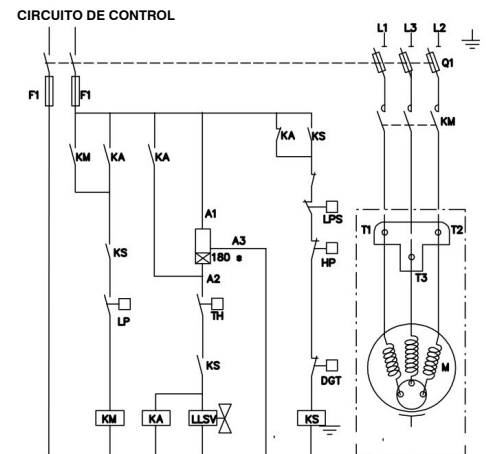 CIRCUITO DE CONTROL
L1 L3 L2
Q1
F1 F1
KM
KA KS
KM KA KA
LPS
A1
T1 T2
A3
KS
180 s
HP
A2
T3
LP
TH
KS
M
DGT
KM KA LLSV KS